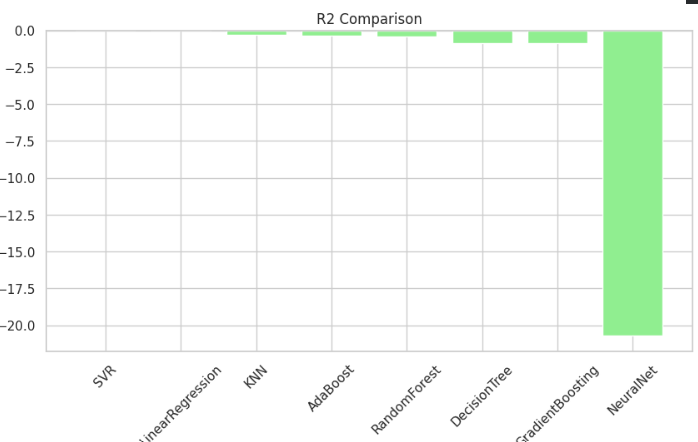 R2 Comparison
0.0
−2.5
−5.0
−7.5
−10.0
−12.5
−15.0
−17.5
−20.0
SVR
LinearRegression
KNN
AdaBoost
RandomForest
DecisionTree
GradientBoosting
NeuralNet